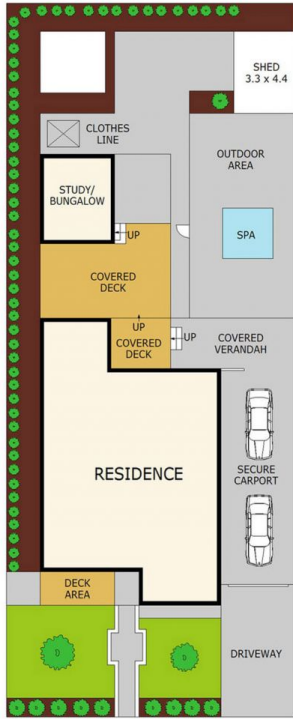 SHED
3.3 x 4.4
CLOTHES
LINE
OUTDOOR
AREA
STUDY/
BUNGALOW
UP
SPA
COVERED
DECK
UP
COVERED
DECK
UP
COVERED
VERANDAH
RESIDENCE
SECURE
CARPORT
DECK
AREA
DRIVEWAY